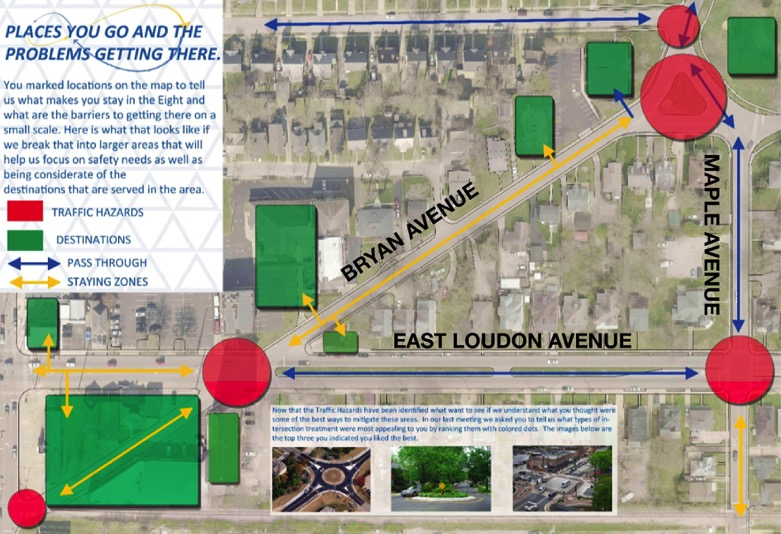 PLACES YOU GO AND THE
PROBLEMS GETTING THERE.
You marked locations on the map to tell
us what makes you stay in the Eight and
what are the barriers to getting there on a
small scale. Here is what that looks like if
we break that into larger areas that will
help us focus on safety needs as well as
being considerate of the
destinations that are served in the area.
TRAFFIC HAZARDS
DESTINATIONS
PASS THROUGH
STAYING ZONES
BRYAN AVENUE
MAPLE AVENUE
EAST LOUDON AVENUE
Now that the Traffic Hazards have been identified what want to see if we understand what you thought were
some of the best ways to mitigate these areas. In our last meeting we asked you to tell us what types of in-
tersection treatment were most appealing to you by ranking them with colored dots. The images below are
the top three you indicated you liked the best.